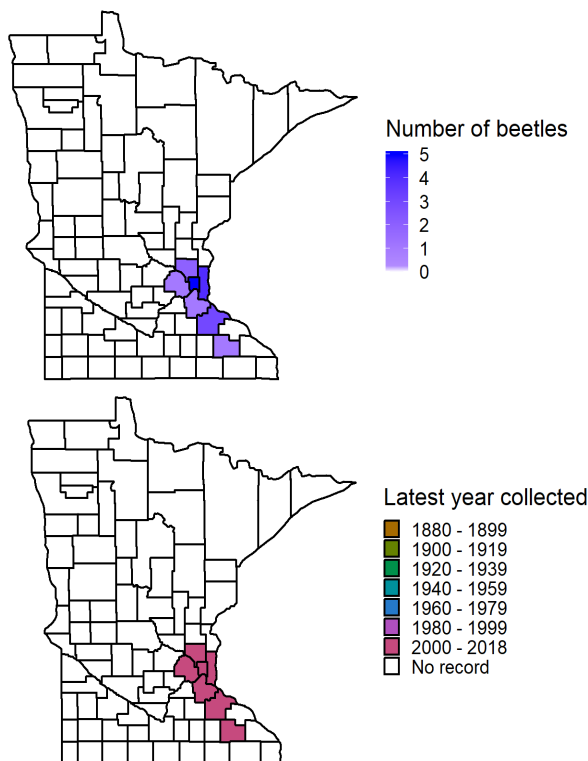 Number of beetles
5
4
3
2
1
0
Latest year collected
1880 - 1899
1900 - 1919
1920 - 1939
1940 - 1959
1960 - 1979
1980 - 1999
2000 - 2018
No record